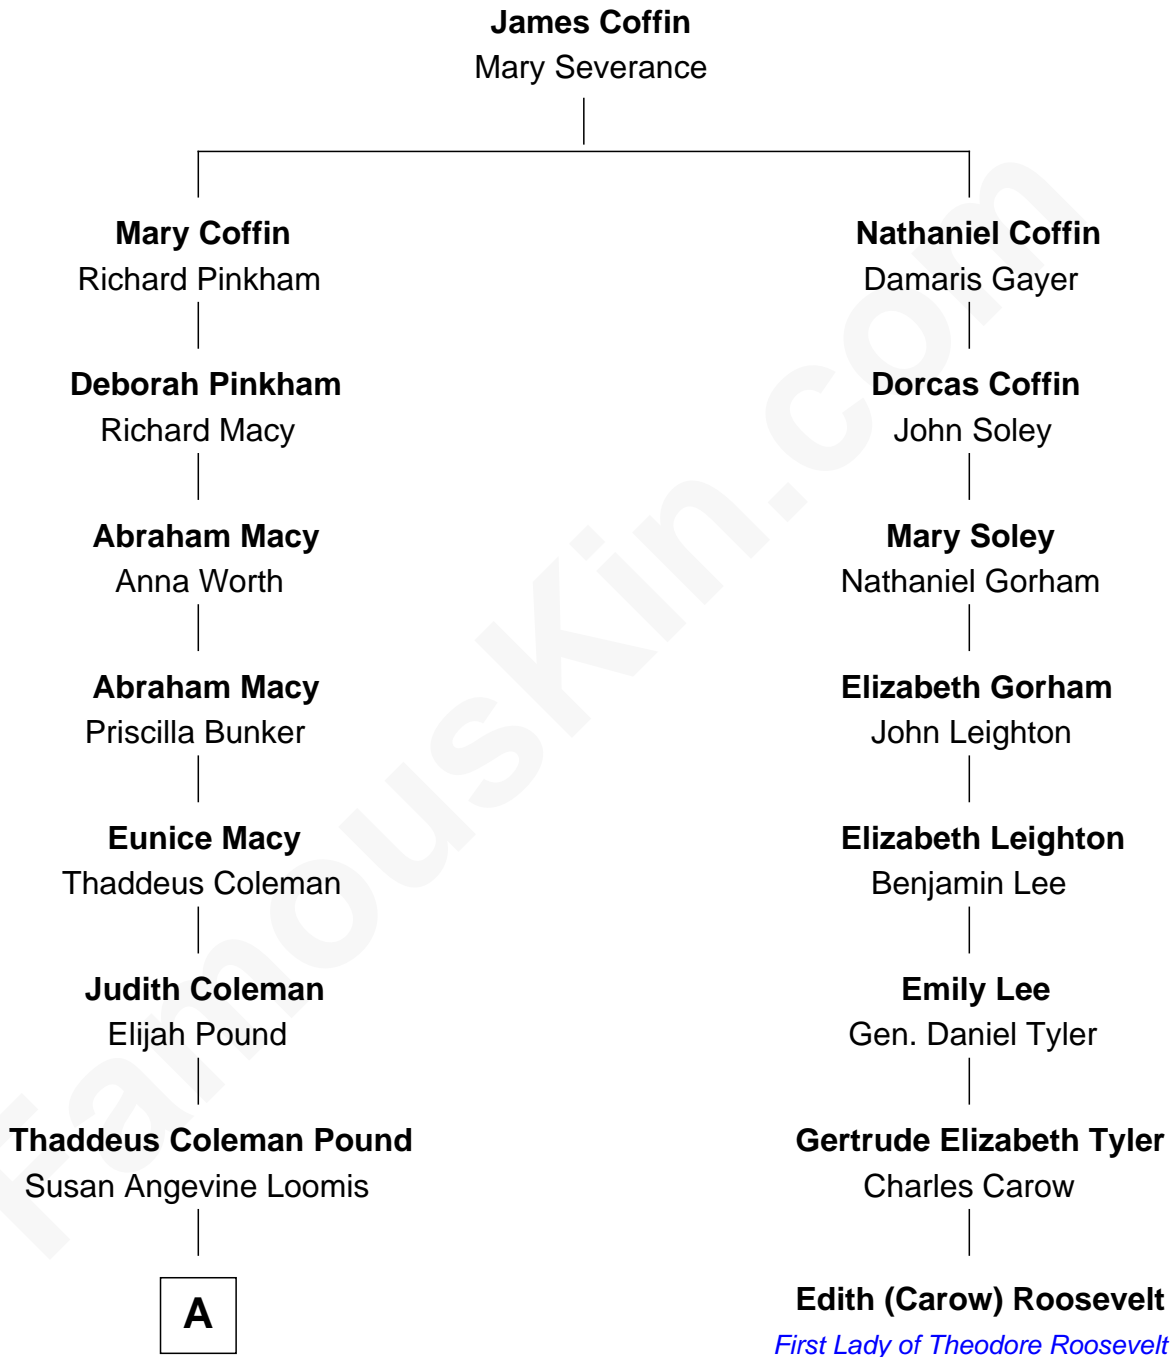 James Coffin
Mary Severance
Mary Coffin
Richard Pinkham
Nathaniel Coffin
Damaris Gayer
Deborah Pinkham
Richard Macy
Dorcas Coffin
John Soley
Abraham Macy
Anna Worth
Mary Soley
Nathaniel Gorham
Abraham Macy
Priscilla Bunker
Elizabeth Gorham
John Leighton
Eunice Macy
Thaddeus Coleman
Elizabeth Leighton
Benjamin Lee
Judith Coleman
Elijah Pound
Emily Lee
Gen. Daniel Tyler
Thaddeus Coleman Pound
Susan Angevine Loomis
Gertrude Elizabeth Tyler
Charles Carow
A
Edith (Carow) Roosevelt
First Lady of Theodore Roosevelt
FamousKin.com